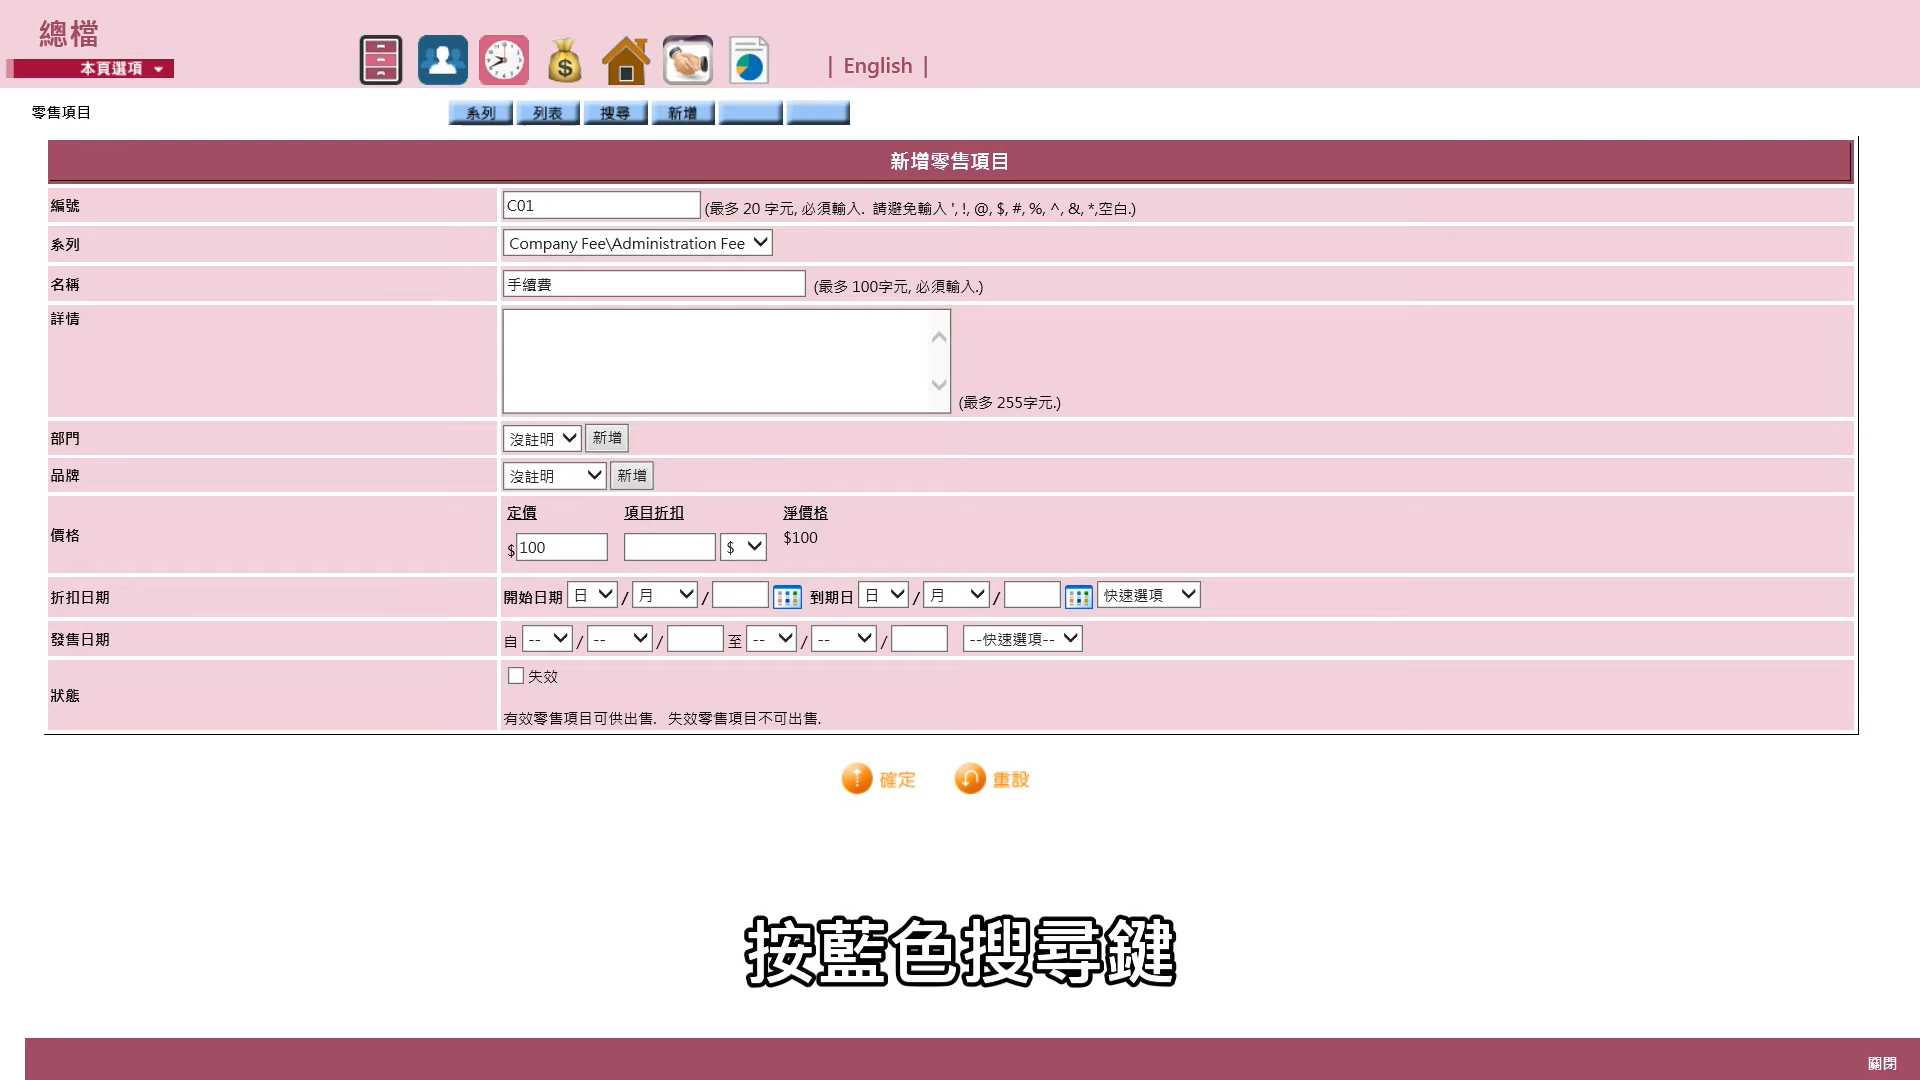 總檔
本頁選項
| English |
零售項目
系列 列表 搜尋 新增
新增零售項目
編號 C01 (最多 20 字元, 必須輸入. 請避免輸入 ', !, @, $, #, %, ^, &, *,空白.)
系列 Company Fee\Administration Fee
名稱 手續費 (最多 100字元, 必須輸入.)
詳情 (最多 255字元.)
部門 沒註明 新增
品牌 沒註明 新增
定價 項目折扣 淨價格
價格 $ 100 $ $100
折扣日期 開始日期 日 / 月 / 到期日 日 / 月 / 快速選項
發售日期 自 -- / -- / 至 -- / -- / --快速選項--
失效
狀態
有效零售項目可供出售. 失效零售項目不可出售.
確定 重設
按藍色搜尋鍵
關閉